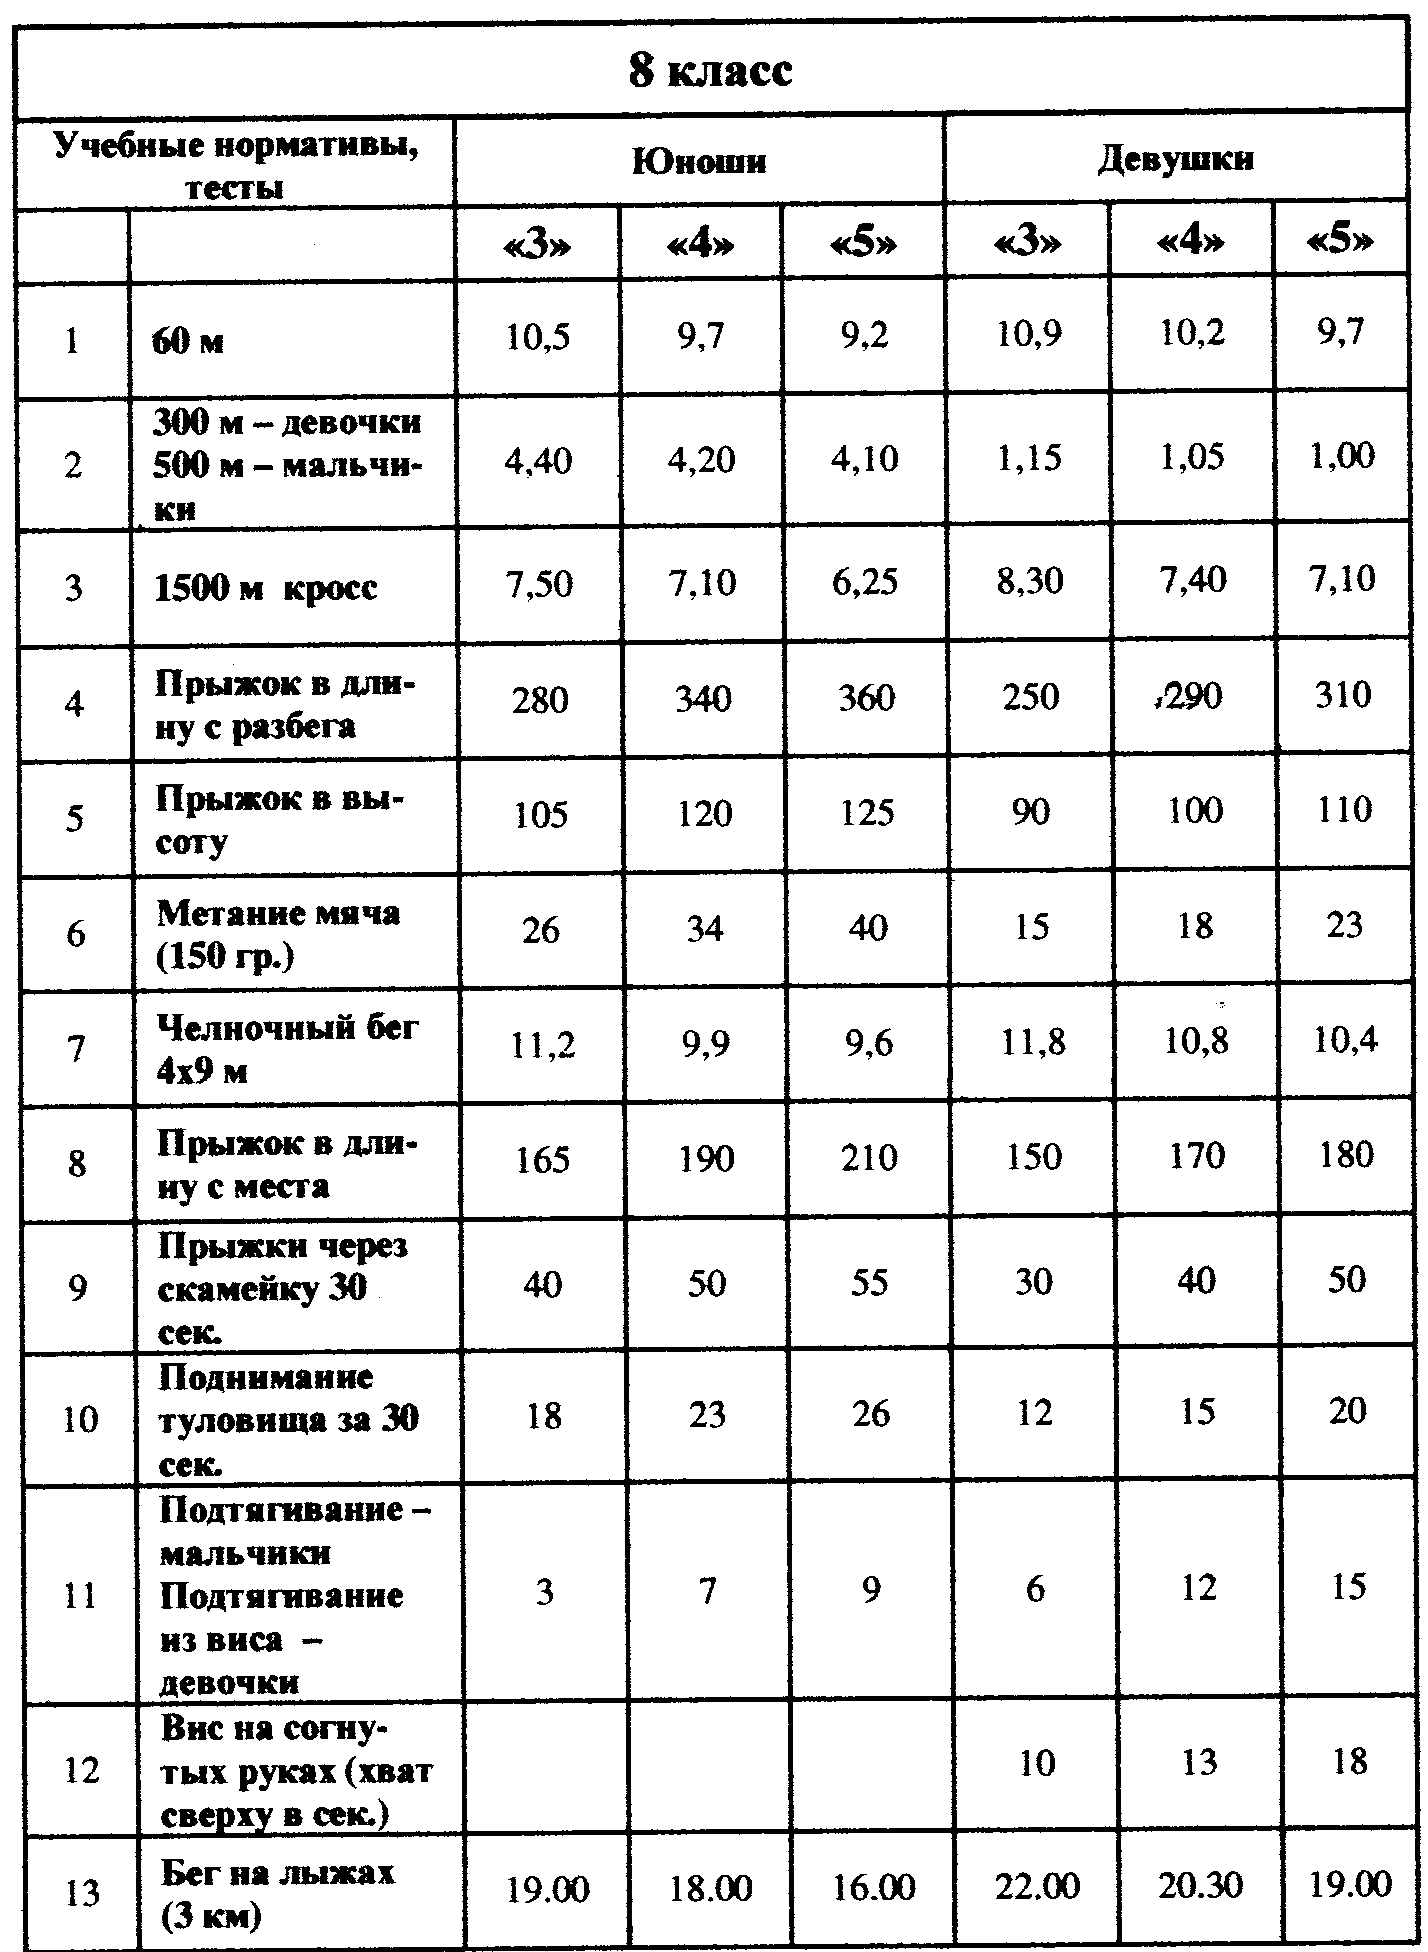 8 класс
Учебные нормативы,
тесты
Юноши
Девушки
«3» «4» «5» «3» «4» «5»
1 60 м 10,5 9,7 9,2 10,9 10,2 9,7
300 м – девочки
2 500 м – мальчи- 4,40 4,20 4,10 1,15 1,05 1,00
ки
3 1500 м кросс 7,50 7,10 6,25 8,30 7,40 7,10
4 Прыжок в дли- 280 340 360 250 290 310
ну с разбега
5 Прыжок в вы- 105 120 125 90 100 110
соту
6 Метание мяча 26 34 40 15 18 23
(150 гр.)
7 Челночный бег 11,2 9,9 9,6 11,8 10,8 10,4
4х9 м
8 Прыжок в дли- 165 190 210 150 170 180
ну с места
Прыжки через
9 скамейку 30 40 50 55 30 40 50
сек.
Поднимание
10 туловища за 30 18 23 26 12 15 20
сек.
Подтягивание –
мальчики
11 Подтягивание 3 7 9 6 12 15
из виса –
девочки
Вис на согну-
12 тых руках (хват 10 13 18
сверху в сек.)
13 Бег на лыжах 19.00 18.00 16.00 22.00 20.30 19.00
(3 км)